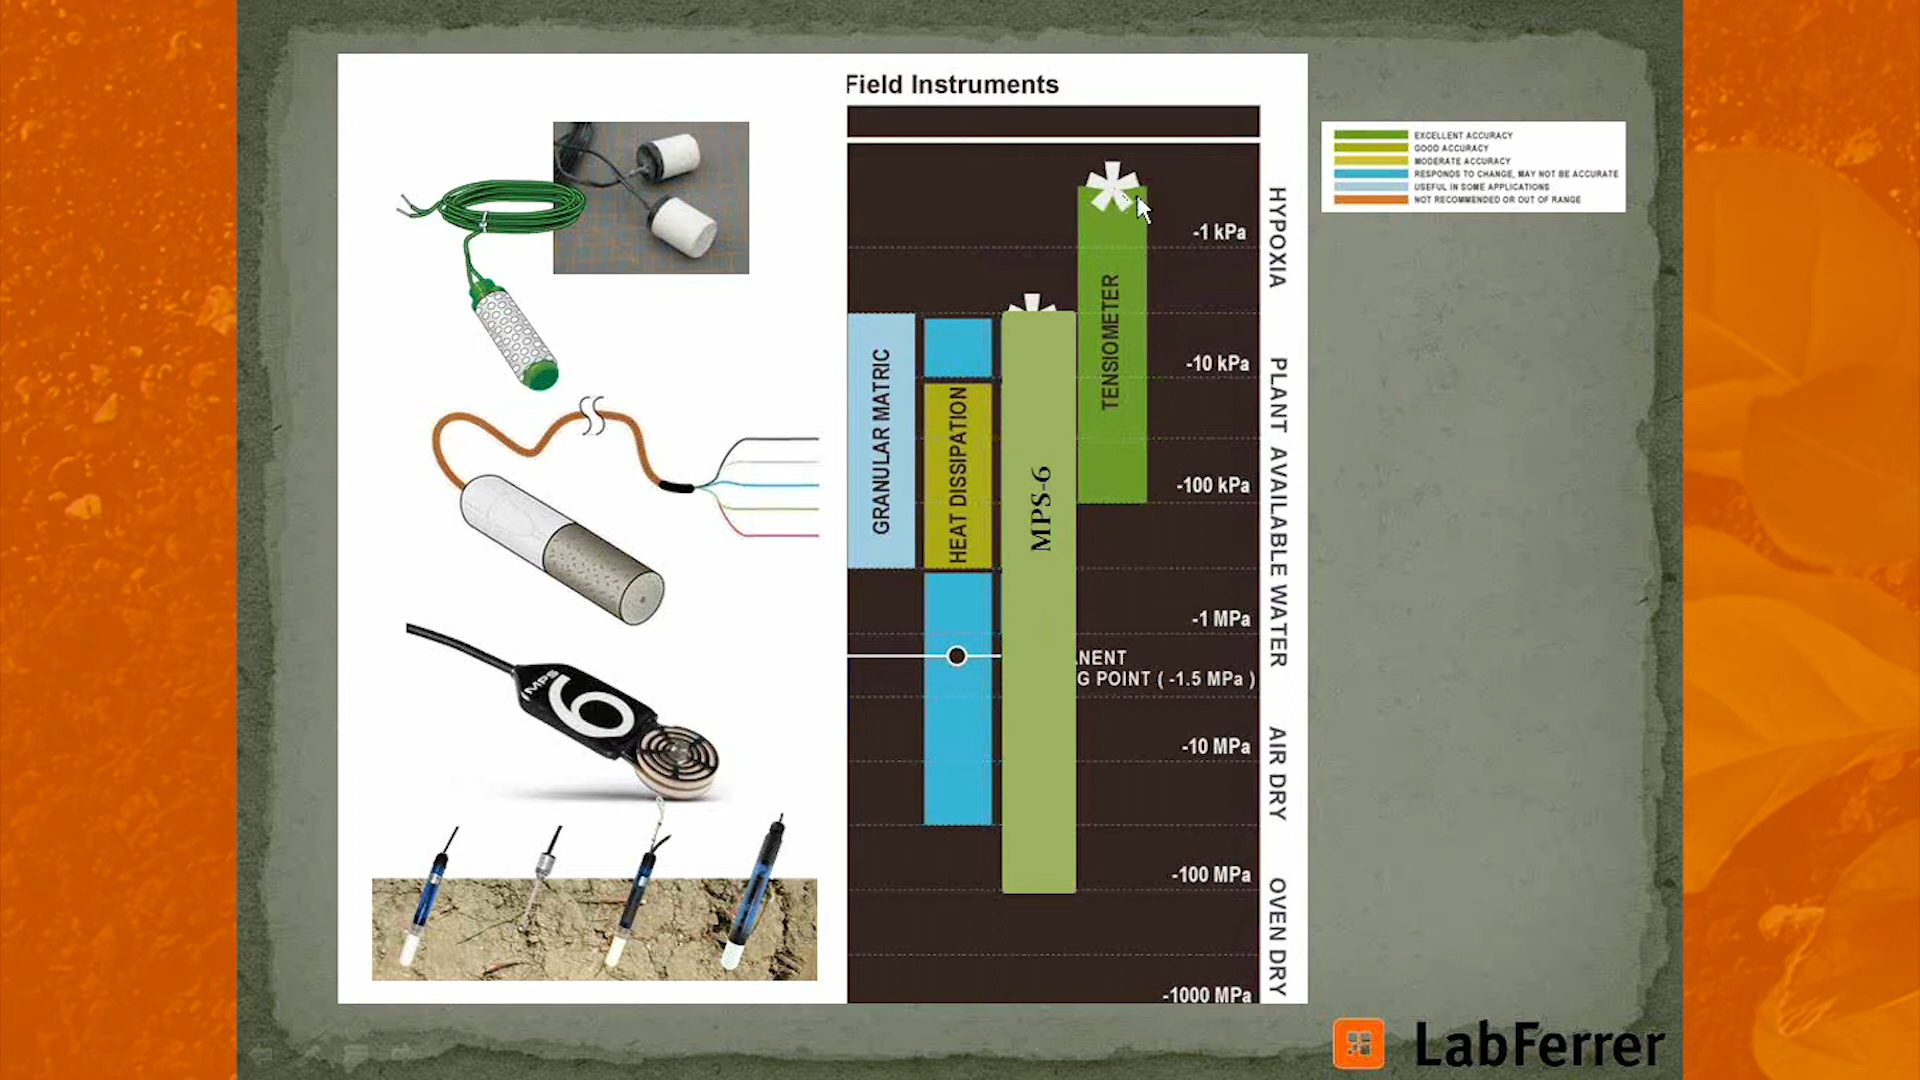 Field Instruments
EXCELLENT ACCURACY
GOOD ACCURACY
MODERATE ACCURACY
RESPONDS TO CHANGE, MAY NOT BE ACCURATE
USEFUL IN SOME APPLICATIONS
NOT RECOMMENDED OR OUT OF RANGE
-1 kPa
-10 kPa
-100 kPa
-1 MPa
NENT
G POINT ( -1.5 MPa )
-10 MPa
-100 MPa
-1000 MPa
GRANULAR MATRIC
HEAT DISSIPATION
MPS-6
TENSIOMETER
HYPOXIA
PLANT AVAILABLE WATER
AIR DRY
OVEN DRY
MPS
6
LabFerrer